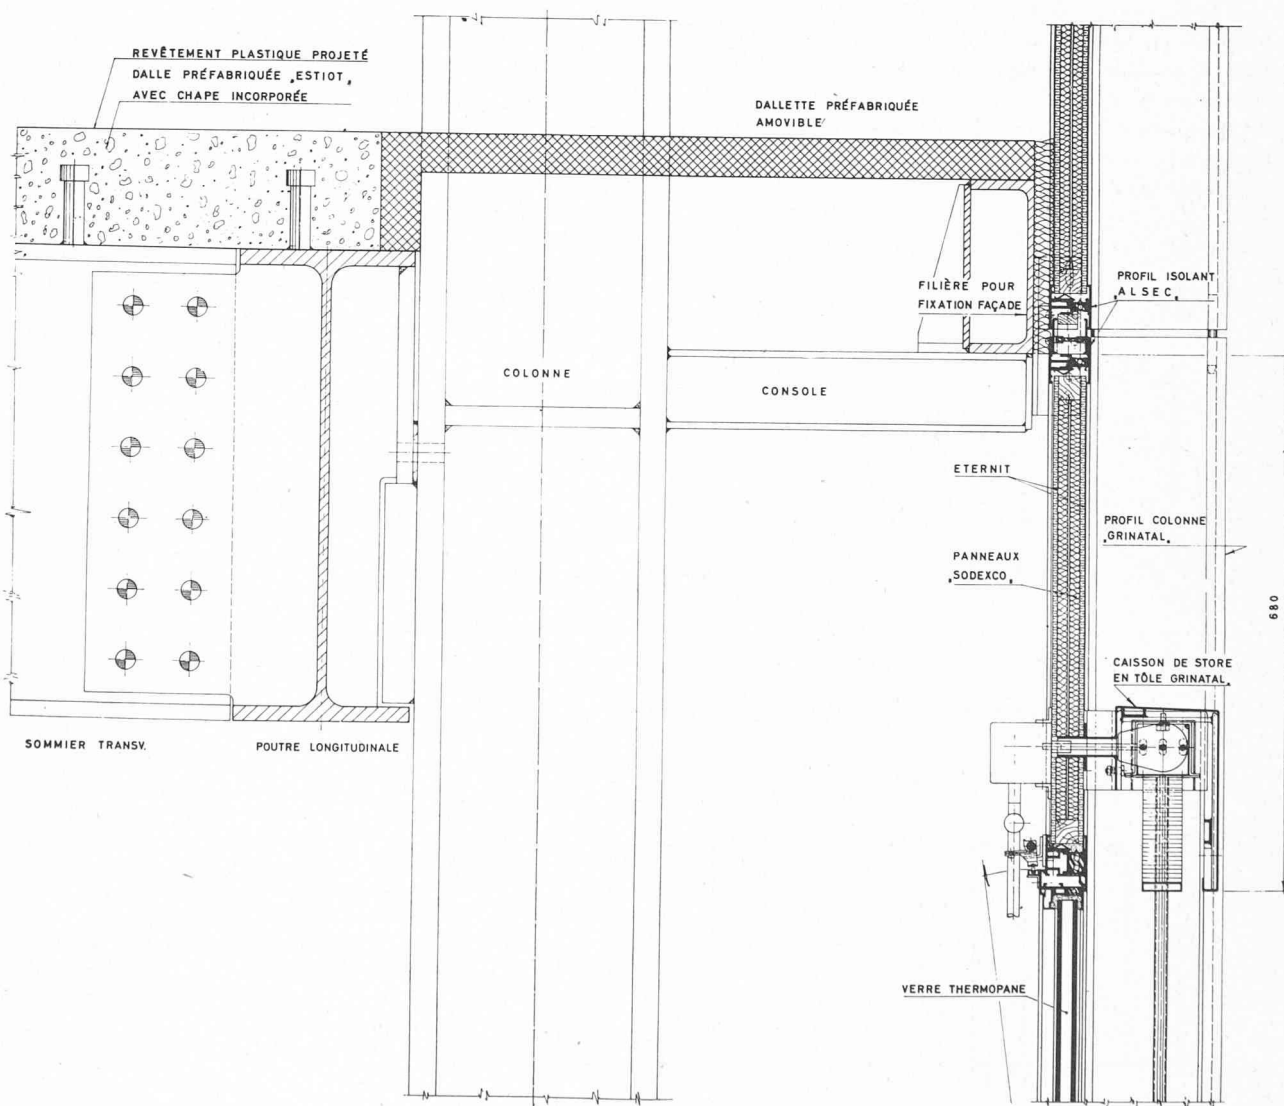 REVÊTEMENT PLASTIQUE PROJETÉ
DALLE PRÉFABRIQUÉE „ESTIOT„
AVEC CHAPE INCORPORÉE
DALLETTE PRÉFABRIQUÉE
AMOVIBLE
FILIÈRE POUR
FIXATION FAÇADE
PROFIL ISOLANT
„ALSEC„
COLONNE
CONSOLE
ETERNIT
PROFIL COLONNE
„GRINATAL„
PANNEAUX
„SODEXCO„
680
CAISSON DE STORE
EN TÔLE GRINATAL„
SOMMIER TRANSV.
POUTRE LONGITUDINALE
VERRE THERMOPANE